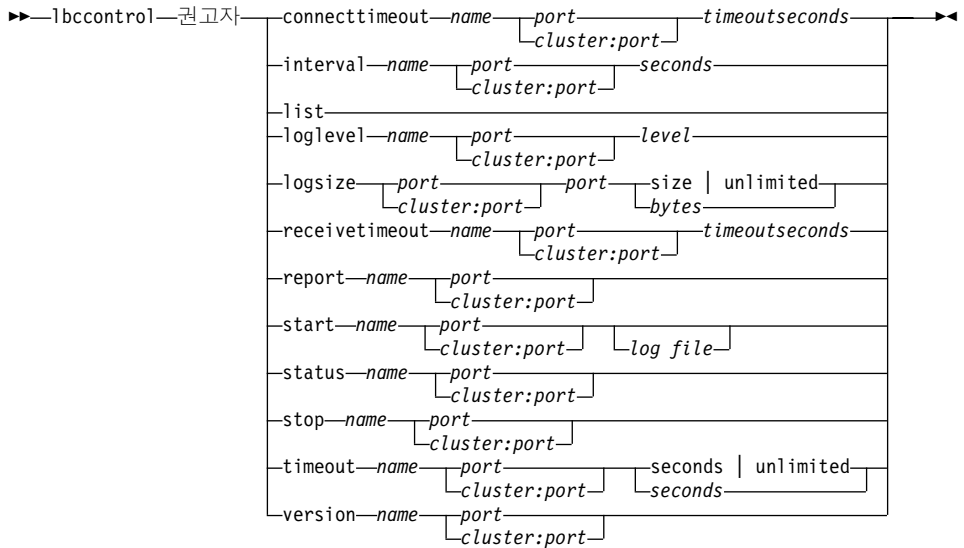 lbccontrol 권고자 connecttimeout name port timeoutseconds
cluster:port
interval name port seconds
cluster:port
list
loglevel name port level
cluster:port
logsize port port size | unlimited
cluster:port bytes
receivetimeout name port timeoutseconds
cluster:port
report name port
cluster:port
start name port
cluster:port log file
status name port
cluster:port
stop name port
cluster:port
timeout name port seconds | unlimited
cluster:port seconds
version name port
cluster:port